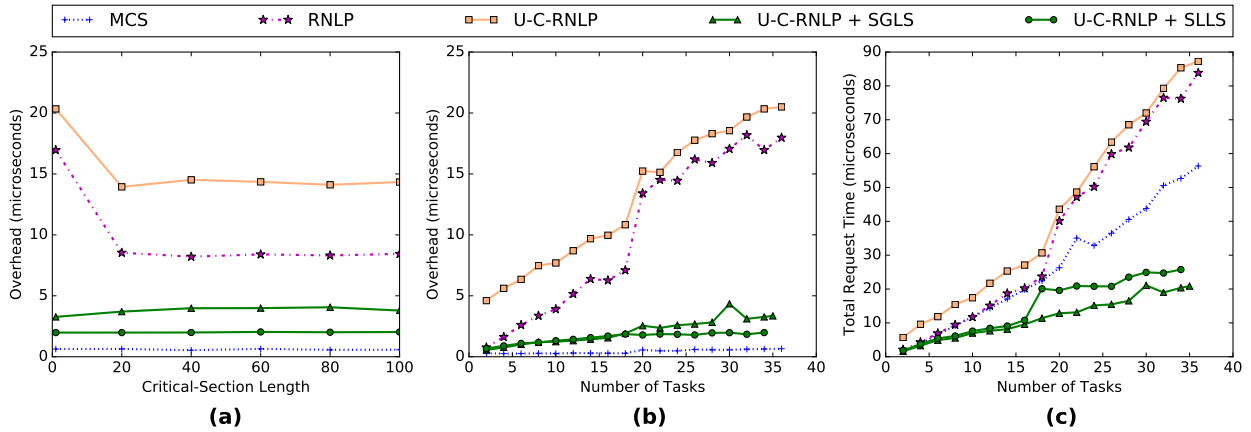 MCS RNLP U-C-RNLP U-C-RNLP + SGLS U-C-RNLP + SLLS
25
20
15
10
5
0
Overhead (microseconds)
0 20 40 60 80 100
Critical-Section Length
(a)
25
20
15
10
5
0
Overhead (microseconds)
0 5 10 15 20 25 30 35 40
Number of Tasks
(b)
90
80
70
60
50
40
30
20
10
0
Total Request Time (microseconds)
0 5 10 15 20 25 30 35 40
Number of Tasks
(c)